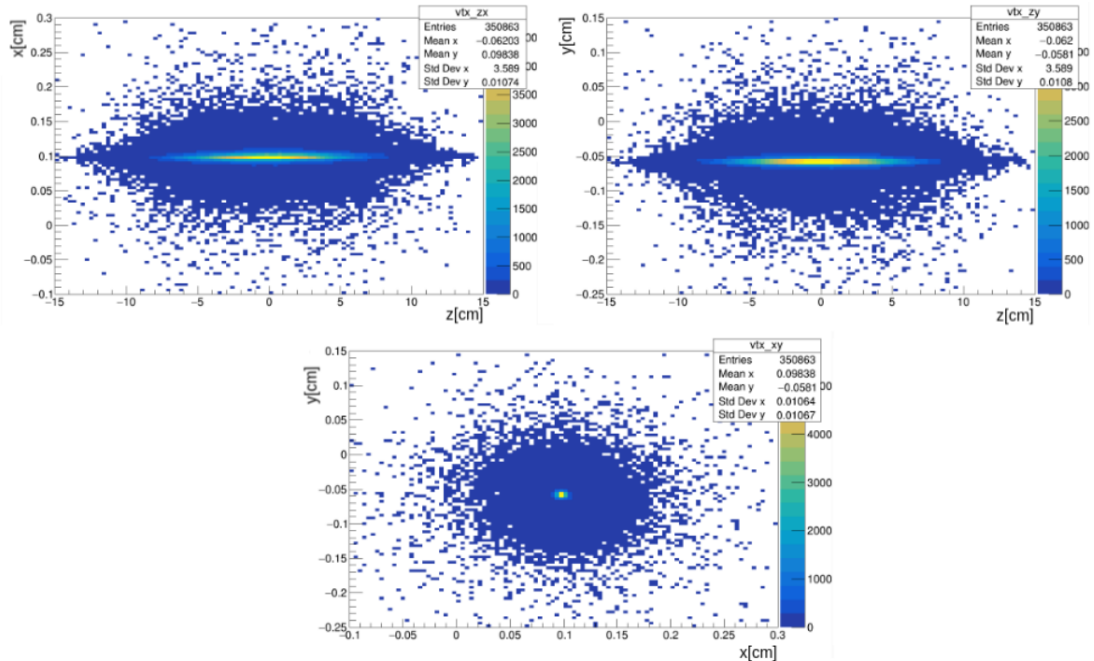 vtx_zx
Entries 350863
Mean x −0.06203
Mean y 0.09838
Std Dev x 3.589
Std Dev y 0.01074
x[cm]
0.3
0.25
0.2
0.15
0.1
0.05
0
−0.05
−0.1
−15 −10 −5 0 5 10 15
z[cm]
3500
3000
2500
2000
1500
1000
500
0
vtx_zy
Entries 350863
Mean x −0.062
Mean y −0.0581
Std Dev x 3.589
Std Dev y 0.0108
y[cm]
0.15
0.1
0.05
0
−0.05
−0.1
−0.15
−0.2
−0.25
−15 −10 −5 0 5 10 15
z[cm]
2500
2000
1500
1000
500
0
vtx_xy
Entries 350863
Mean x 0.09838
Mean y −0.0581
Std Dev x 0.01064
Std Dev y 0.01067
y[cm]
0.15
0.1
0.05
0
−0.05
−0.1
−0.15
−0.2
−0.25
−0.1 −0.05 0 0.05 0.1 0.15 0.2 0.25 0.3
x[cm]
4000
3000
2000
1000
0